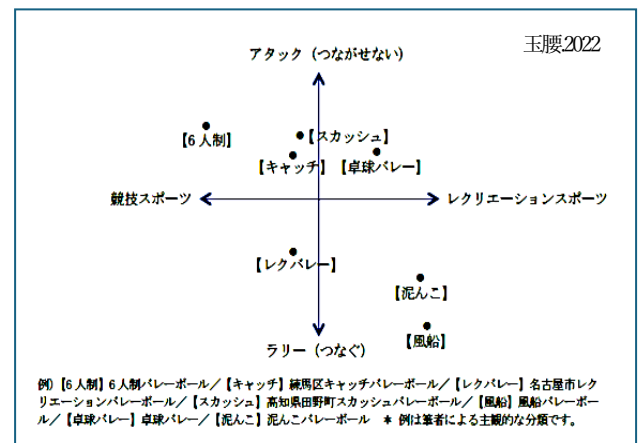 玉腰.2022
アタック（つながせない）
【6人制】
【スカッシュ】
【キャッチ】
【卓球バレー】
競技スポーツ
レクリエーションスポーツ
【レクバレー】
【泥んこ】
【風船】
ラリー（つなぐ）
例）【6人制】6人制バレーボール／【キャッチ】練馬区キャッチバレーボール／【レクバレー】名古屋市レク
リエーションバレーボール／【スカッシュ】高知県田野町スカッシュバレーボール／【風船】風船バレーボー
ル／【卓球バレー】卓球バレー／【泥んこ】泥んこバレーボール　＊ 例は筆者による主観的な分類です。